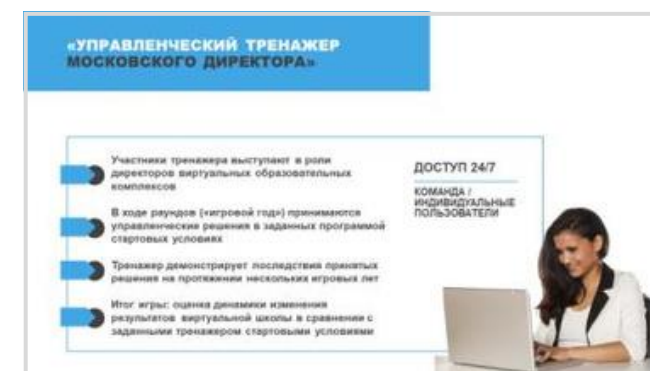 «УПРАВЛЕНЧЕСКИЙ ТРЕНАЖЕР
МОСКОВСКОГО ДИРЕКТОРА»
Участники тренажера выступают в роли
директоров виртуальных образовательных
комплексов
В ходе раундов («игровой год») принимаются
управленческие решения в заданных программой
стартовых условиях
Тренажер демонстрирует последствия принятых
решения на протяжении нескольких игровых лет
Итог игры: оценка динамики изменения
результатов виртуальной школы в сравнении с
заданными тренажером стартовыми условиями
ДОСТУП 24/7
КОМАНДА /
ИНДИВИДУАЛЬНЫЕ
ПОЛЬЗОВАТЕЛИ